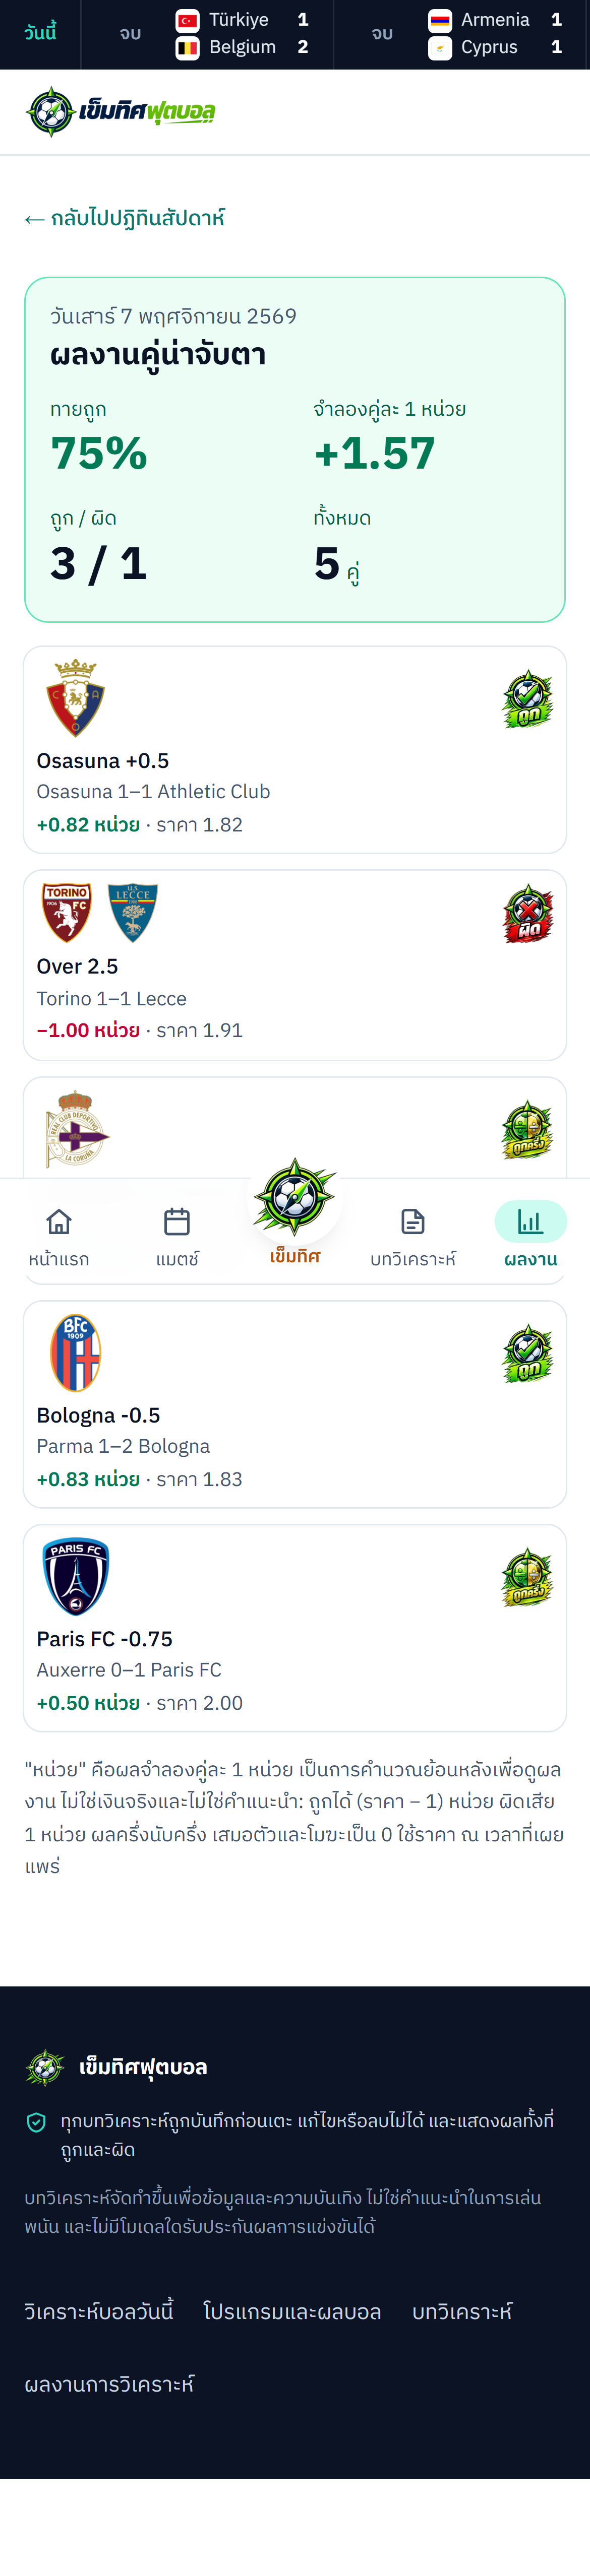 วันนี้
จบ
Türkiye 1
Belgium 2
จบ
Armenia 1
Cyprus 1
เข็มทิศฟุตบอล
← กลับไปปฏิทินสัปดาห์
วันเสาร์ 7 พฤศจิกายน 2569
ผลงานคู่น่าจับตา
ทายถูก
75%
จำลองคู่ละ 1 หน่วย
+1.57
ถูก / ผิด
3 / 1
ทั้งหมด
5 คู่
ถูก
Osasuna +0.5
Osasuna 1–1 Athletic Club
+0.82 หน่วย · ราคา 1.82
TORINO
1906 FC
U.S.
LECCE
ผิด
Over 2.5
Torino 1–1 Lecce
−1.00 หน่วย · ราคา 1.91
REAL CLUB DEPORTIVO
LA CORUÑA
ถูกครึ่ง
หน้าแรก
แมตช์
เข็มทิศ
บทวิเคราะห์
ผลงาน
BFC
1909
ถูก
Bologna -0.5
Parma 1–2 Bologna
+0.83 หน่วย · ราคา 1.83
PARIS FC
ถูกครึ่ง
Paris FC -0.75
Auxerre 0–1 Paris FC
+0.50 หน่วย · ราคา 2.00
"หน่วย" คือผลจำลองคู่ละ 1 หน่วย เป็นการคำนวณย้อนหลังเพื่อดูผล
งาน ไม่ใช่เงินจริงและไม่ใช่คำแนะนำ: ถูกได้ (ราคา − 1) หน่วย ผิดเสีย
1 หน่วย ผลครึ่งนับครึ่ง เสมอตัวและโมฆะเป็น 0 ใช้ราคา ณ เวลาที่เผย
แพร่
เข็มทิศฟุตบอล
ทุกบทวิเคราะห์ถูกบันทึกก่อนเตะ แก้ไขหรือลบไม่ได้ และแสดงผลทั้งที่
ถูกและผิด
บทวิเคราะห์จัดทำขึ้นเพื่อข้อมูลและความบันเทิง ไม่ใช่คำแนะนำในการเล่น
พนัน และไม่มีโมเดลใดรับประกันผลการแข่งขันได้
วิเคราะห์บอลวันนี้
โปรแกรมและผลบอล
บทวิเคราะห์
ผลงานการวิเคราะห์